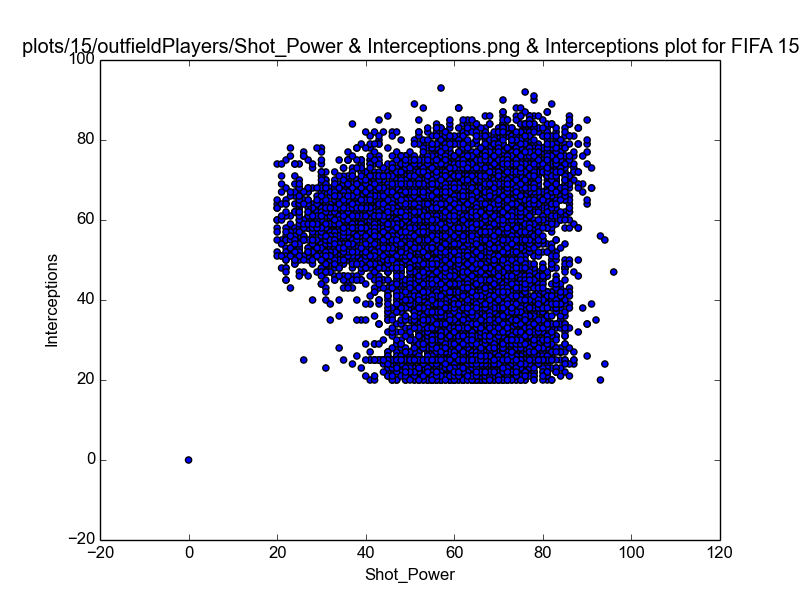 plots/15/outfieldPlayers/Shot_Power & Interceptions.png & Interceptions plot for FIFA 15
100
80
60
40
20
0
−20
Interceptions
−20 0 20 40 60 80 100 120
Shot_Power